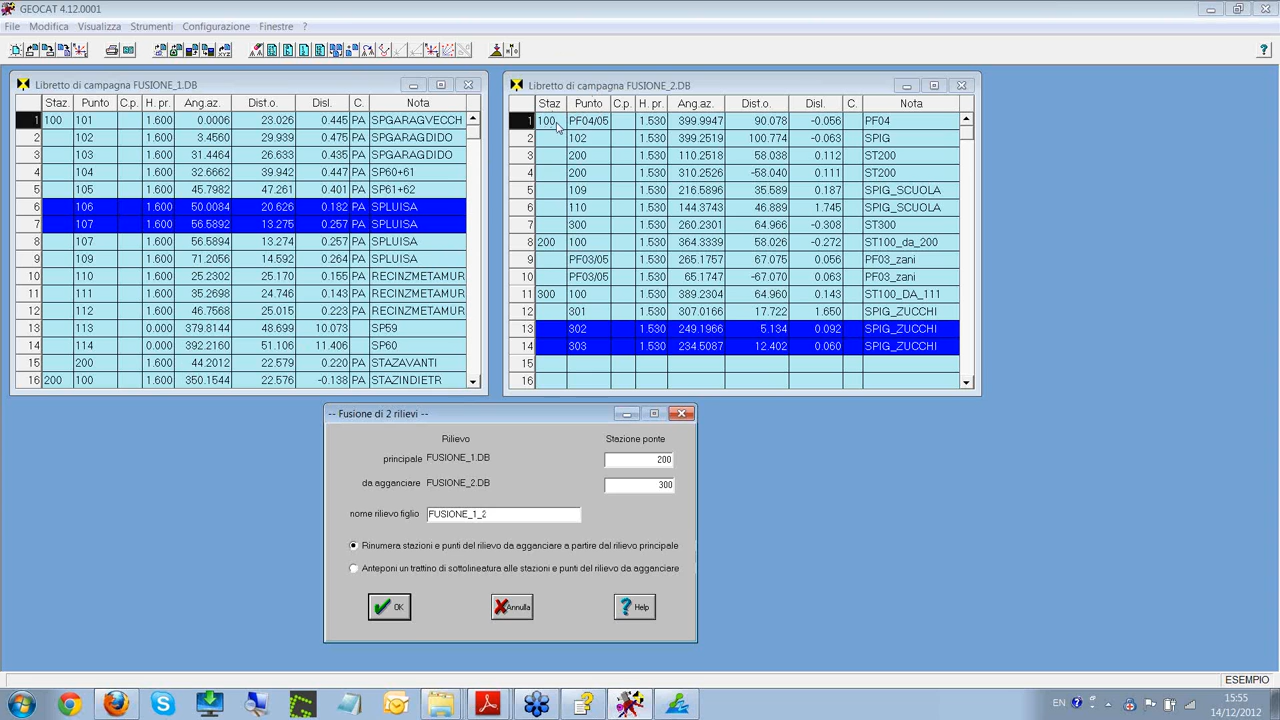 GEOCAT 4.12.0001
File Modifica Visualizza Strumenti Configurazione Finestre ?
Libretto di campagna FUSIONE_1.DB
Staz. Punto C.p. H. pr. Ang.az. Dist.o. Disl. C. Nota
1 100 101 1.600 0.0006 23.026 0.445 PA SPGARAGVECCH
2 102 1.600 3.4560 29.939 0.475 PA SPGARAGDIDO
3 103 1.600 31.4464 26.633 0.435 PA SPGARAGDIDO
4 104 1.600 32.6662 39.942 0.447 PA SP60+61
5 105 1.600 45.7982 47.261 0.401 PA SP61+62
6 106 1.600 50.0084 20.626 0.182 PA SPLUISA
7 107 1.600 56.5892 13.275 0.257 PA SPLUISA
8 107 1.600 56.5894 13.274 0.257 PA SPLUISA
9 109 1.600 71.2056 14.592 0.264 PA SPLUISA
10 110 1.600 25.2302 25.170 0.155 PA RECINZMETAMUR
11 111 1.600 35.2698 24.746 0.143 PA RECINZMETAMUR
12 112 1.600 46.7568 25.015 0.223 PA RECINZMETAMUR
13 113 0.000 379.8144 48.699 10.073 SP59
14 114 0.000 392.2160 51.106 11.406 SP60
15 200 1.600 44.2012 22.579 0.220 PA STAZAVANTI
16 200 100 1.600 350.1544 22.576 -0.138 PA STAZINDIETR
Libretto di campagna FUSIONE_2.DB
Staz Punto C.p. H. pr. Ang.az. Dist.o. Disl. C. Nota
1 100 PF04/05 1.530 399.9947 90.078 -0.056 PF04
2 102 1.530 399.2519 100.774 -0.063 SPIG
3 200 1.530 110.2518 58.038 0.112 ST200
4 200 1.530 310.2526 -58.040 0.111 ST200
5 109 1.530 216.5896 35.589 0.187 SPIG_SCUOLA
6 110 1.530 144.3743 46.889 1.745 SPIG_SCUOLA
7 300 1.530 260.2301 64.966 -0.308 ST300
8 200 100 1.530 364.3339 58.026 -0.272 ST100_da_200
9 PF03/05 1.530 265.1757 67.075 0.056 PF03_zani
10 PF03/05 1.530 65.1747 -67.070 0.063 PF03_zani
11 300 100 1.530 389.2304 64.960 0.143 ST100_DA_111
12 301 1.530 307.0166 17.722 1.650 SPIG_ZUCCHI
13 302 1.530 249.1966 5.134 0.092 SPIG_ZUCCHI
14 303 1.530 234.5087 12.402 0.060 SPIG_ZUCCHI
15
16
-- Fusione di 2 rilievi --
Rilievo Stazione ponte
principale FUSIONE_1.DB 200
da agganciare FUSIONE_2.DB 300
nome rilievo figlio FUSIONE_1_2
Rinumera stazioni e punti del rilievo da agganciare a partire dal rilievo principale
Anteponi un trattino di sottolineatura alle stazioni e punti del rilievo da agganciare
OK Annulla Help
ESEMPIO
EN 15:55
14/12/2012